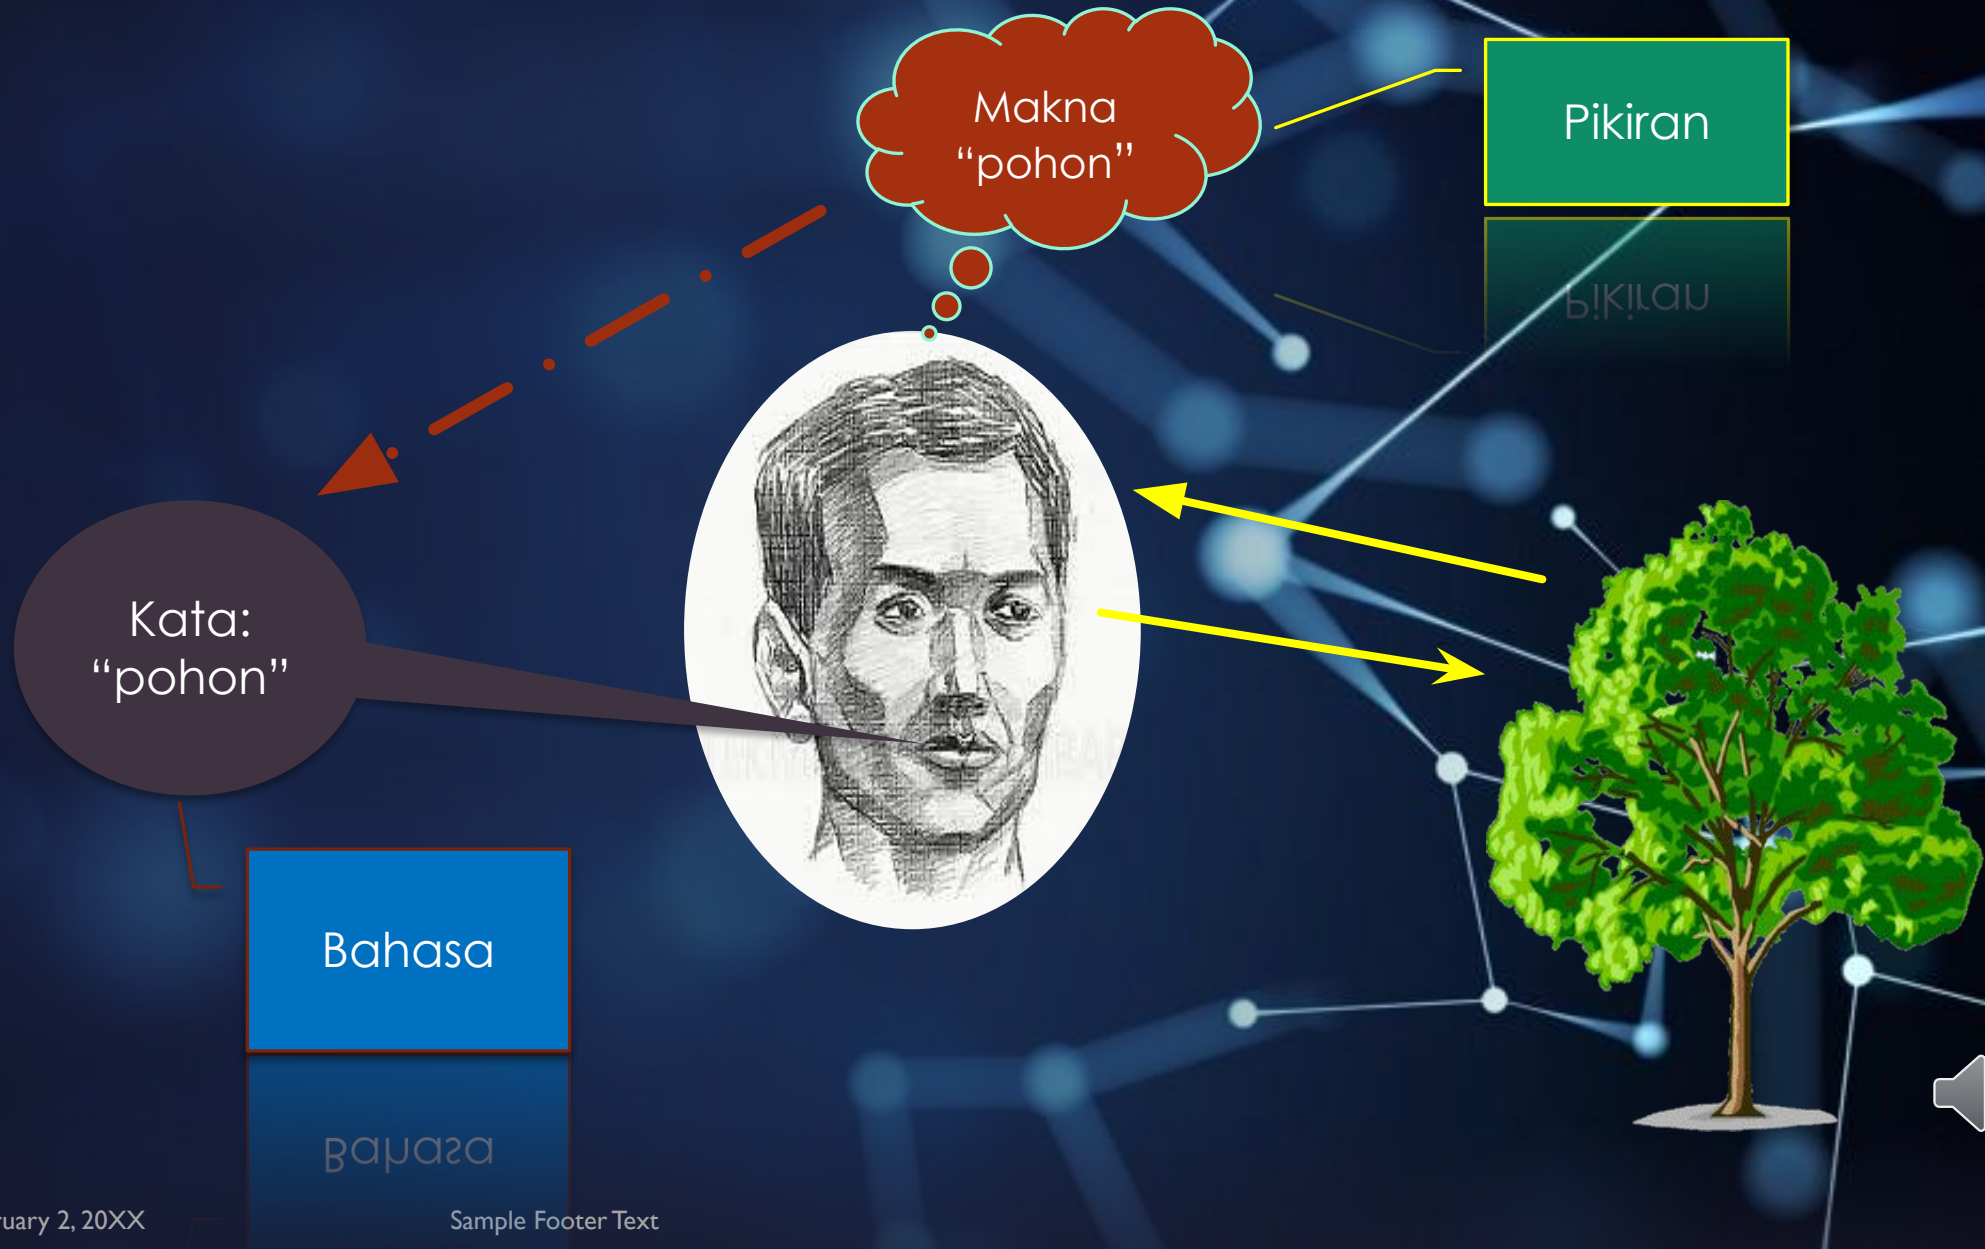 Makna
“pohon”
Pikiran
Kata:
“pohon”
Bahasa
uary 2, 20XX
Sample Footer Text